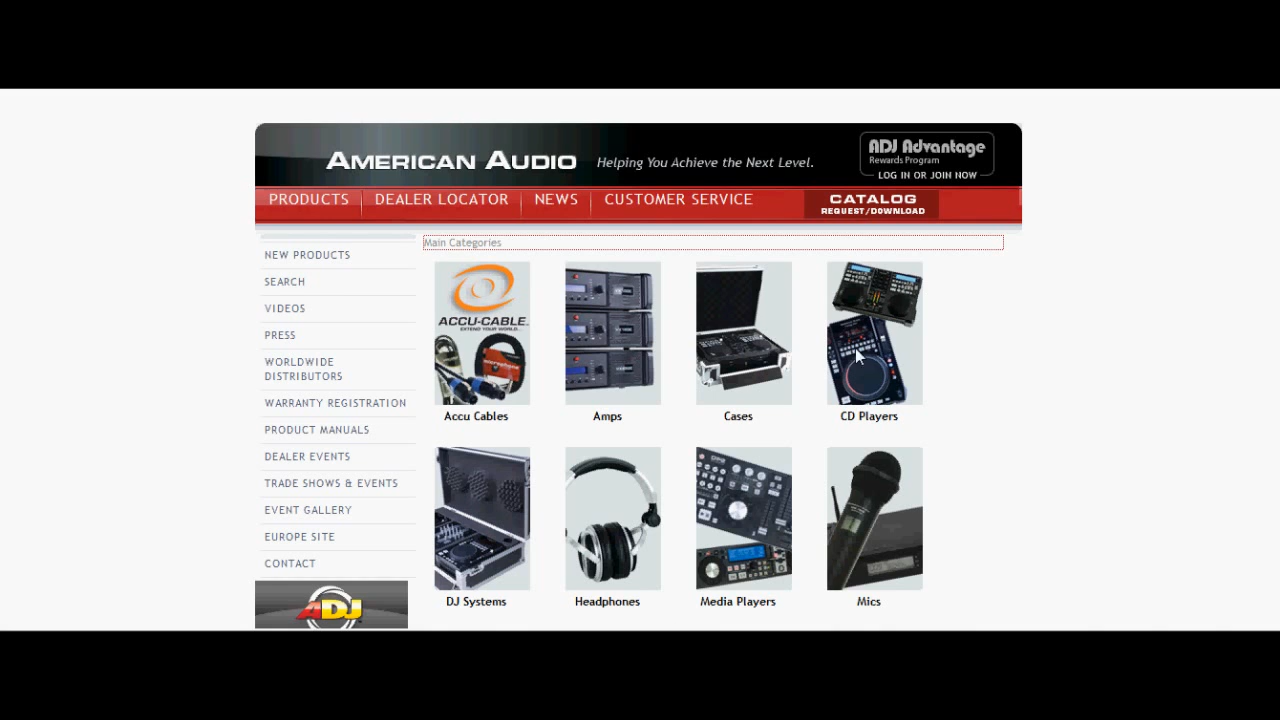 AMERICAN AUDIO
Helping You Achieve the Next Level.
ADJ Advantage
Rewards Program
LOG IN OR JOIN NOW
PRODUCTS
DEALER LOCATOR
NEWS
CUSTOMER SERVICE
CATALOG
REQUEST/DOWNLOAD
NEW PRODUCTS
SEARCH
VIDEOS
PRESS
WORLDWIDE
DISTRIBUTORS
WARRANTY REGISTRATION
PRODUCT MANUALS
DEALER EVENTS
TRADE SHOWS & EVENTS
EVENT GALLERY
EUROPE SITE
CONTACT
ADJ
Main Categories
ACCU-CABLE
EXTEND YOUR WORLD...
Accu Cables
Amps
Cases
CD Players
DJ Systems
Headphones
Media Players
Mics